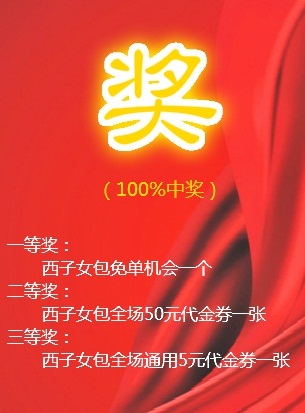 奖
（100%中奖）
一等奖：
西子女包免单机会一个
二等奖：
西子女包全场50元代金券一张
三等奖：
西子女包全场通用5元代金券一张